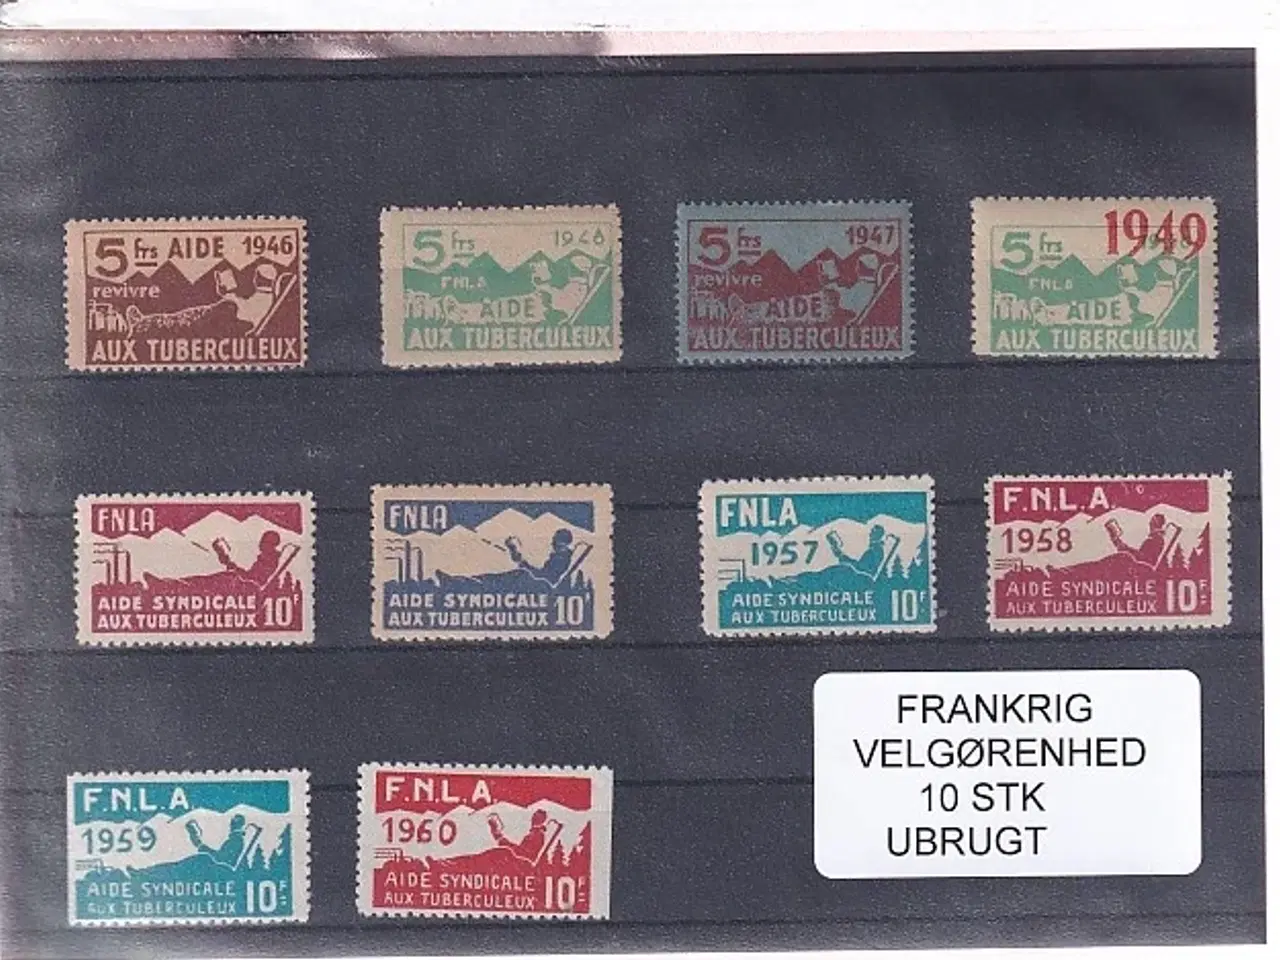 5 frs AIDE 1946
revivre
AUX TUBERCULEUX
5 frs 1948
FNLA
AIDE
AUX TUBERCULEUX
5 frs 1947
revivre
AIDE
AUX TUBERCULEUX
5 frs 1949
FNLA
AIDE
AUX TUBERCULEUX
FNLA
AIDE SYNDICALE
AUX TUBERCULEUX 10F
FNLA
AIDE SYNDICALE
AUX TUBERCULEUX 10F
FNLA
1957
AIDE SYNDICALE
AUX TUBERCULEUX 10F
F.N.L.A.
1958
AIDE SYNDICALE
AUX TUBERCULEUX 10F
F.N.L.A
1959
AIDE SYNDICALE
AUX TUBERCULEUX 10F
F.N.L.A.
1960
AIDE SYNDICALE
AUX TUBERCULEUX 10F
FRANKRIG
VELGØRENHED
10 STK
UBRUGT